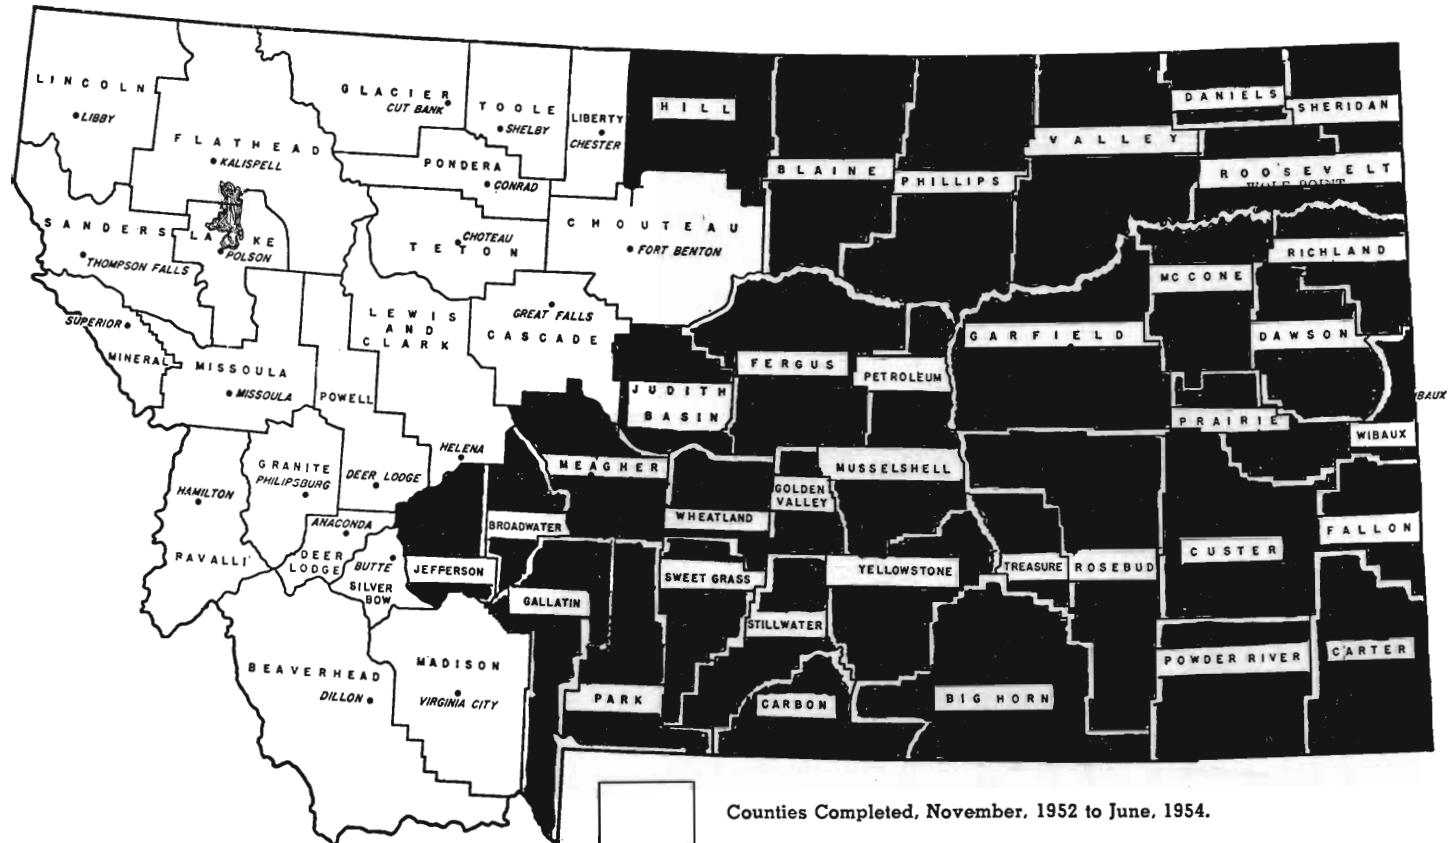 LINCOLN
LIBBY
FLATHEAD
KALISPELL
GLACIER
CUT BANK
TOOLE
SHELBY
LIBERTY
CHESTER
HILL
BLAINE
PHILLIPS
VALLEY
DANIELS
SHERIDAN
ROOSEVELT
PONDERA
CONRAD
SANDERS
THOMPSON FALLS
LAKE
POLSON
TETON
CHOTEAU
CHOUTEAU
FORT BENTON
RICHLAND
MCCONE
SUPERIOR
MINERAL
MISSOULA
MISSOULA
POWELL
LEWIS
AND
CLARK
GREAT FALLS
CASCADE
FERGUS
PETROLEUM
GARFIELD
DAWSON
JUDITH
BASIN
PRAIRIE
BAUX
WIBAUX
HELENA
GRANITE
PHILIPSBURG
DEER LODGE
MEAGHER
MUSSELSHELL
GOLDEN
VALLEY
HAMILTON
RAVALLI
ANACONDA
DEER
LODGE
BUTTE
SILVER
BOW
JEFFERSON
BROADWATER
WHEATLAND
FALLON
CUSTER
SWEET GRASS
YELLOWSTONE
TREASURE
ROSEBUD
GALLATIN
STILLWATER
BEAVERHEAD
DILLON
MADISON
VIRGINIA CITY
PARK
CARBON
BIG HORN
POWDER RIVER
CARTER
Counties Completed, November, 1952 to June, 1954.